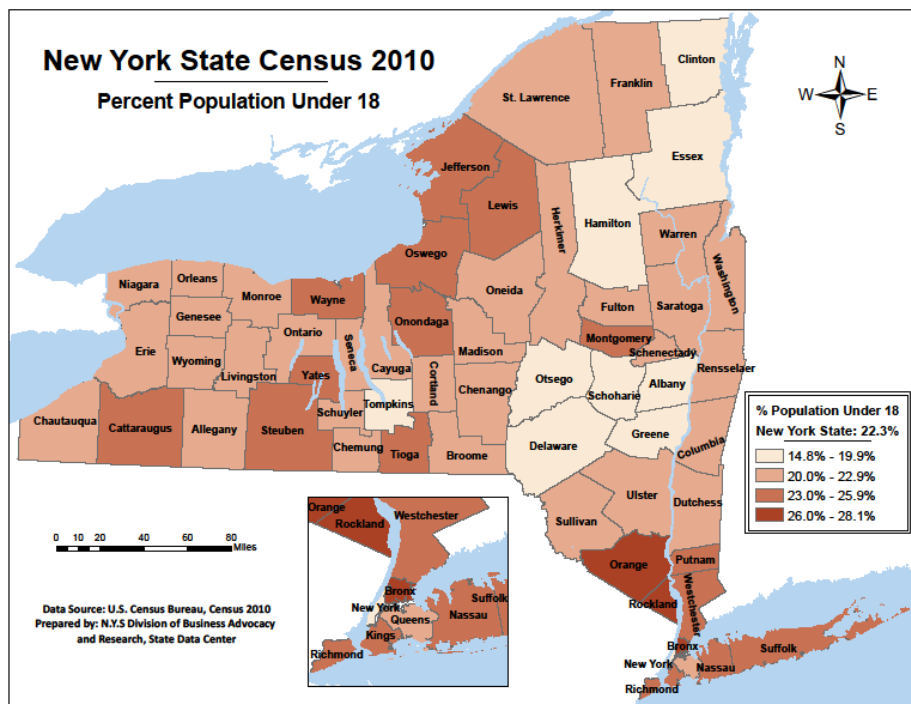 New York State Census 2010
Percent Population Under 18
N
W E
S
Clinton
Franklin
St. Lawrence
Essex
Jefferson
Lewis
Hamilton
Herkimer
Warren
Washington
Oswego
Oneida
Saratoga
Fulton
Niagara
Orleans
Monroe
Wayne
Genesee
Onondaga
Montgomery
Schenectady
Ontario
Seneca
Madison
Erie
Wyoming
Livingston
Cayuga
Cortland
Rensselaer
Yates
Chenango
Otsego
Schoharie
Albany
Schuyler
Tompkins
Chautauqua
Cattaraugus
Allegany
Steuben
Chemung
Tioga
Broome
Delaware
Greene
Columbia
% Population Under 18
New York State: 22.3%
14.8% - 19.9%
20.0% - 22.9%
23.0% - 25.9%
26.0% - 28.1%
Ulster
Dutchess
Sullivan
Orange
Putnam
Rockland
Westchester
Bronx
New York
Nassau
Suffolk
Richmond
Orange
Westchester
Rockland
Bronx
New York
Queens
Suffolk
Nassau
Kings
Richmond
0 10 20 40 60 80
Miles
Data Source: U.S. Census Bureau, Census 2010
Prepared by: N.Y.S Division of Business Advocacy
and Research, State Data Center